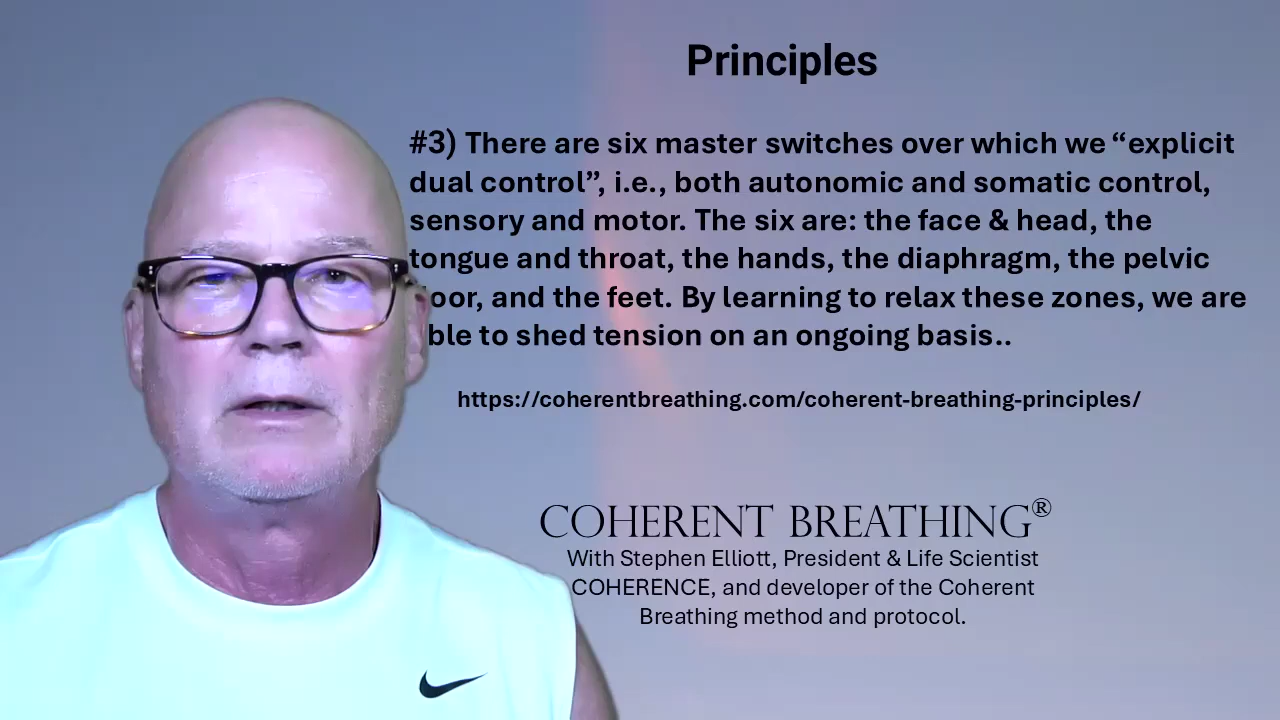 Principles
#3) There are six master switches over which we “explicit
dual control”, i.e., both autonomic and somatic control,
sensory and motor. The six are: the face & head, the
tongue and throat, the hands, the diaphragm, the pelvic
oor, and the feet. By learning to relax these zones, we are
ble to shed tension on an ongoing basis..
https://coherentbreathing.com/coherent-breathing-principles/
COHERENT BREATHING®
With Stephen Elliott, President & Life Scientist
COHERENCE, and developer of the Coherent
Breathing method and protocol.